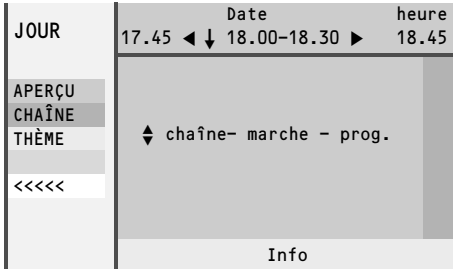 JOUR
Date heure
17.45 ◀ ↓ 18.00-18.30 ▶ 18.45
APERÇU
CHAÎNE
THÈME
<<<<<
chaîne- marche - prog.
Info